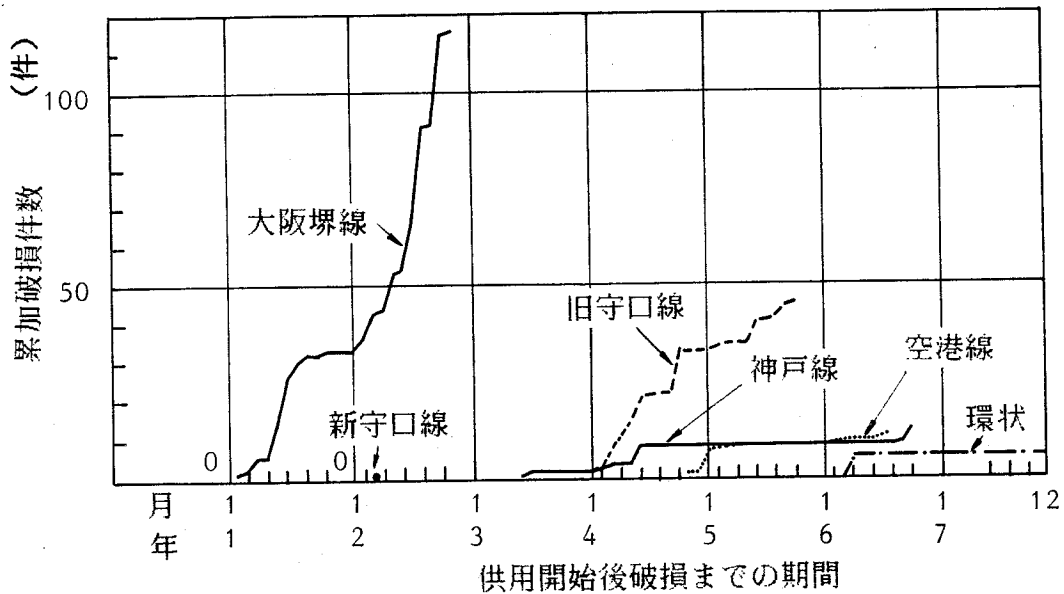 累加破損件数 (件)
100
50
大阪堺線
旧守口線
空港線
神戸線
環状
新守口線
0 0
月 1 1 1 1 1 1 1 12
年 1 2 3 4 5 6 7
供用開始後破損までの期間